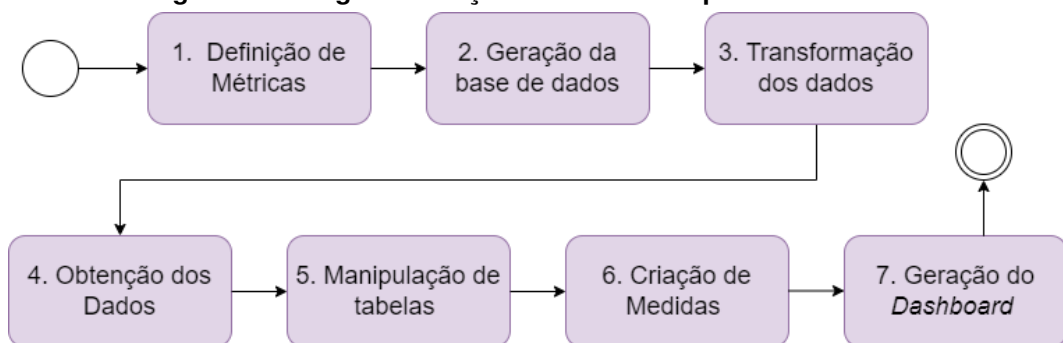 1. Definição de
Métricas
2. Geração da
base de dados
3. Transformação
dos dados
4. Obtenção dos
Dados
5. Manipulação de
tabelas
6. Criação de
Medidas
7. Geração do
Dashboard